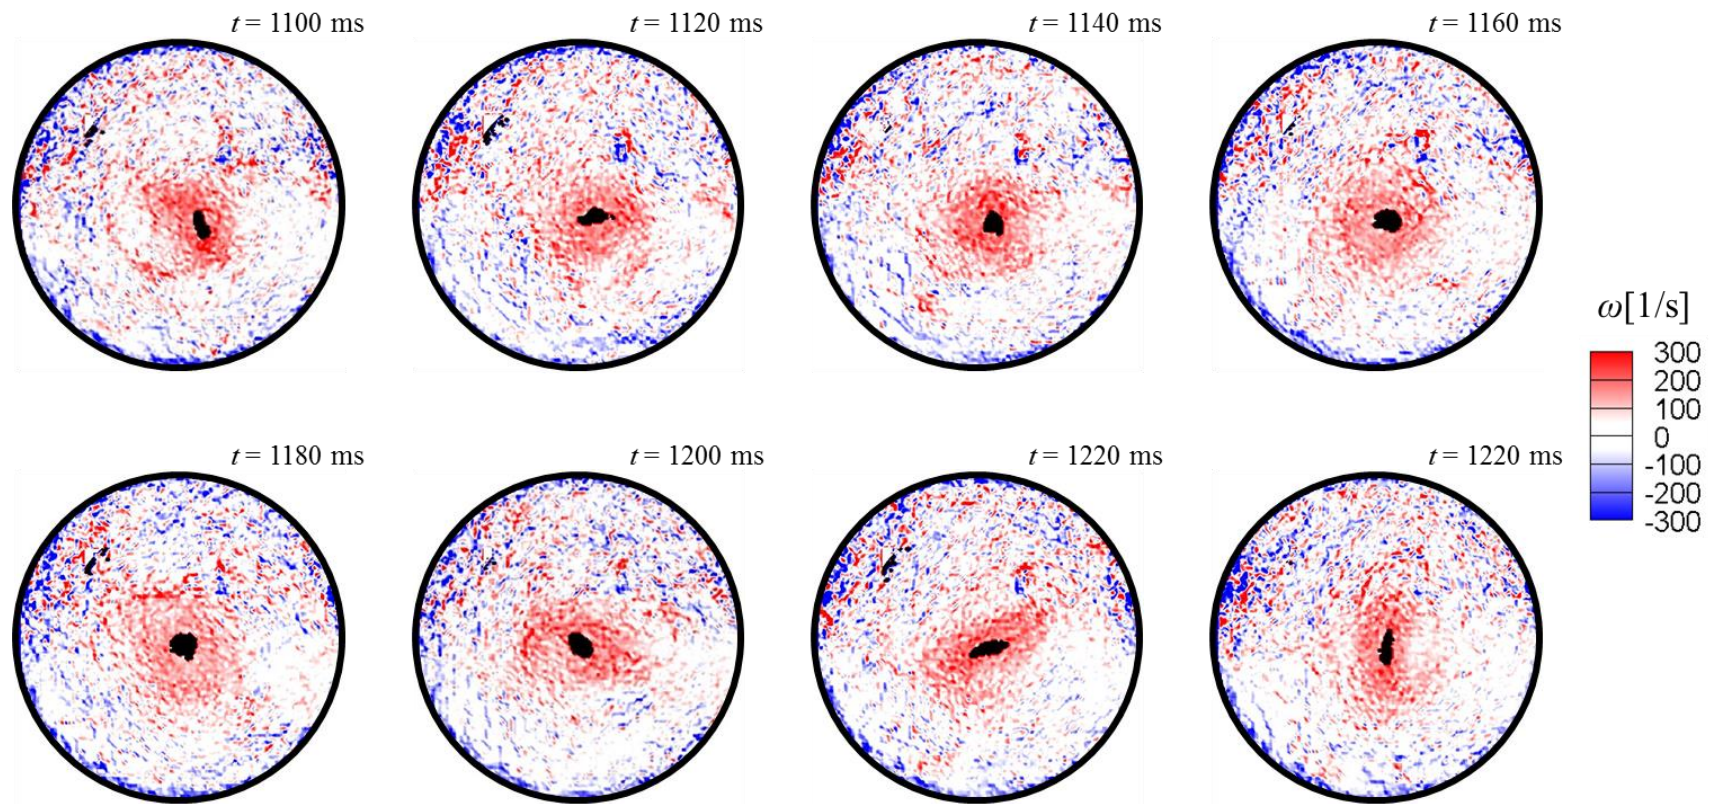 t = 1100 ms
t = 1120 ms
t = 1140 ms
t = 1160 ms
t = 1180 ms
t = 1200 ms
t = 1220 ms
t = 1220 ms
ω[1/s]
300
200
100
0
-100
-200
-300